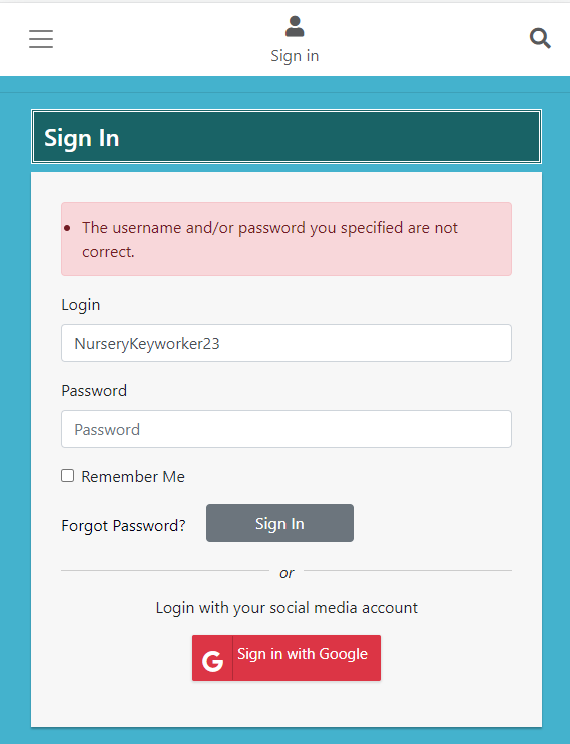 Sign in
Sign In
The username and/or password you specified are not
correct.
Login
NurseryKeyworker23
Password
Password
Remember Me
Forgot Password? Sign In
or
Login with your social media account
G Sign in with Google